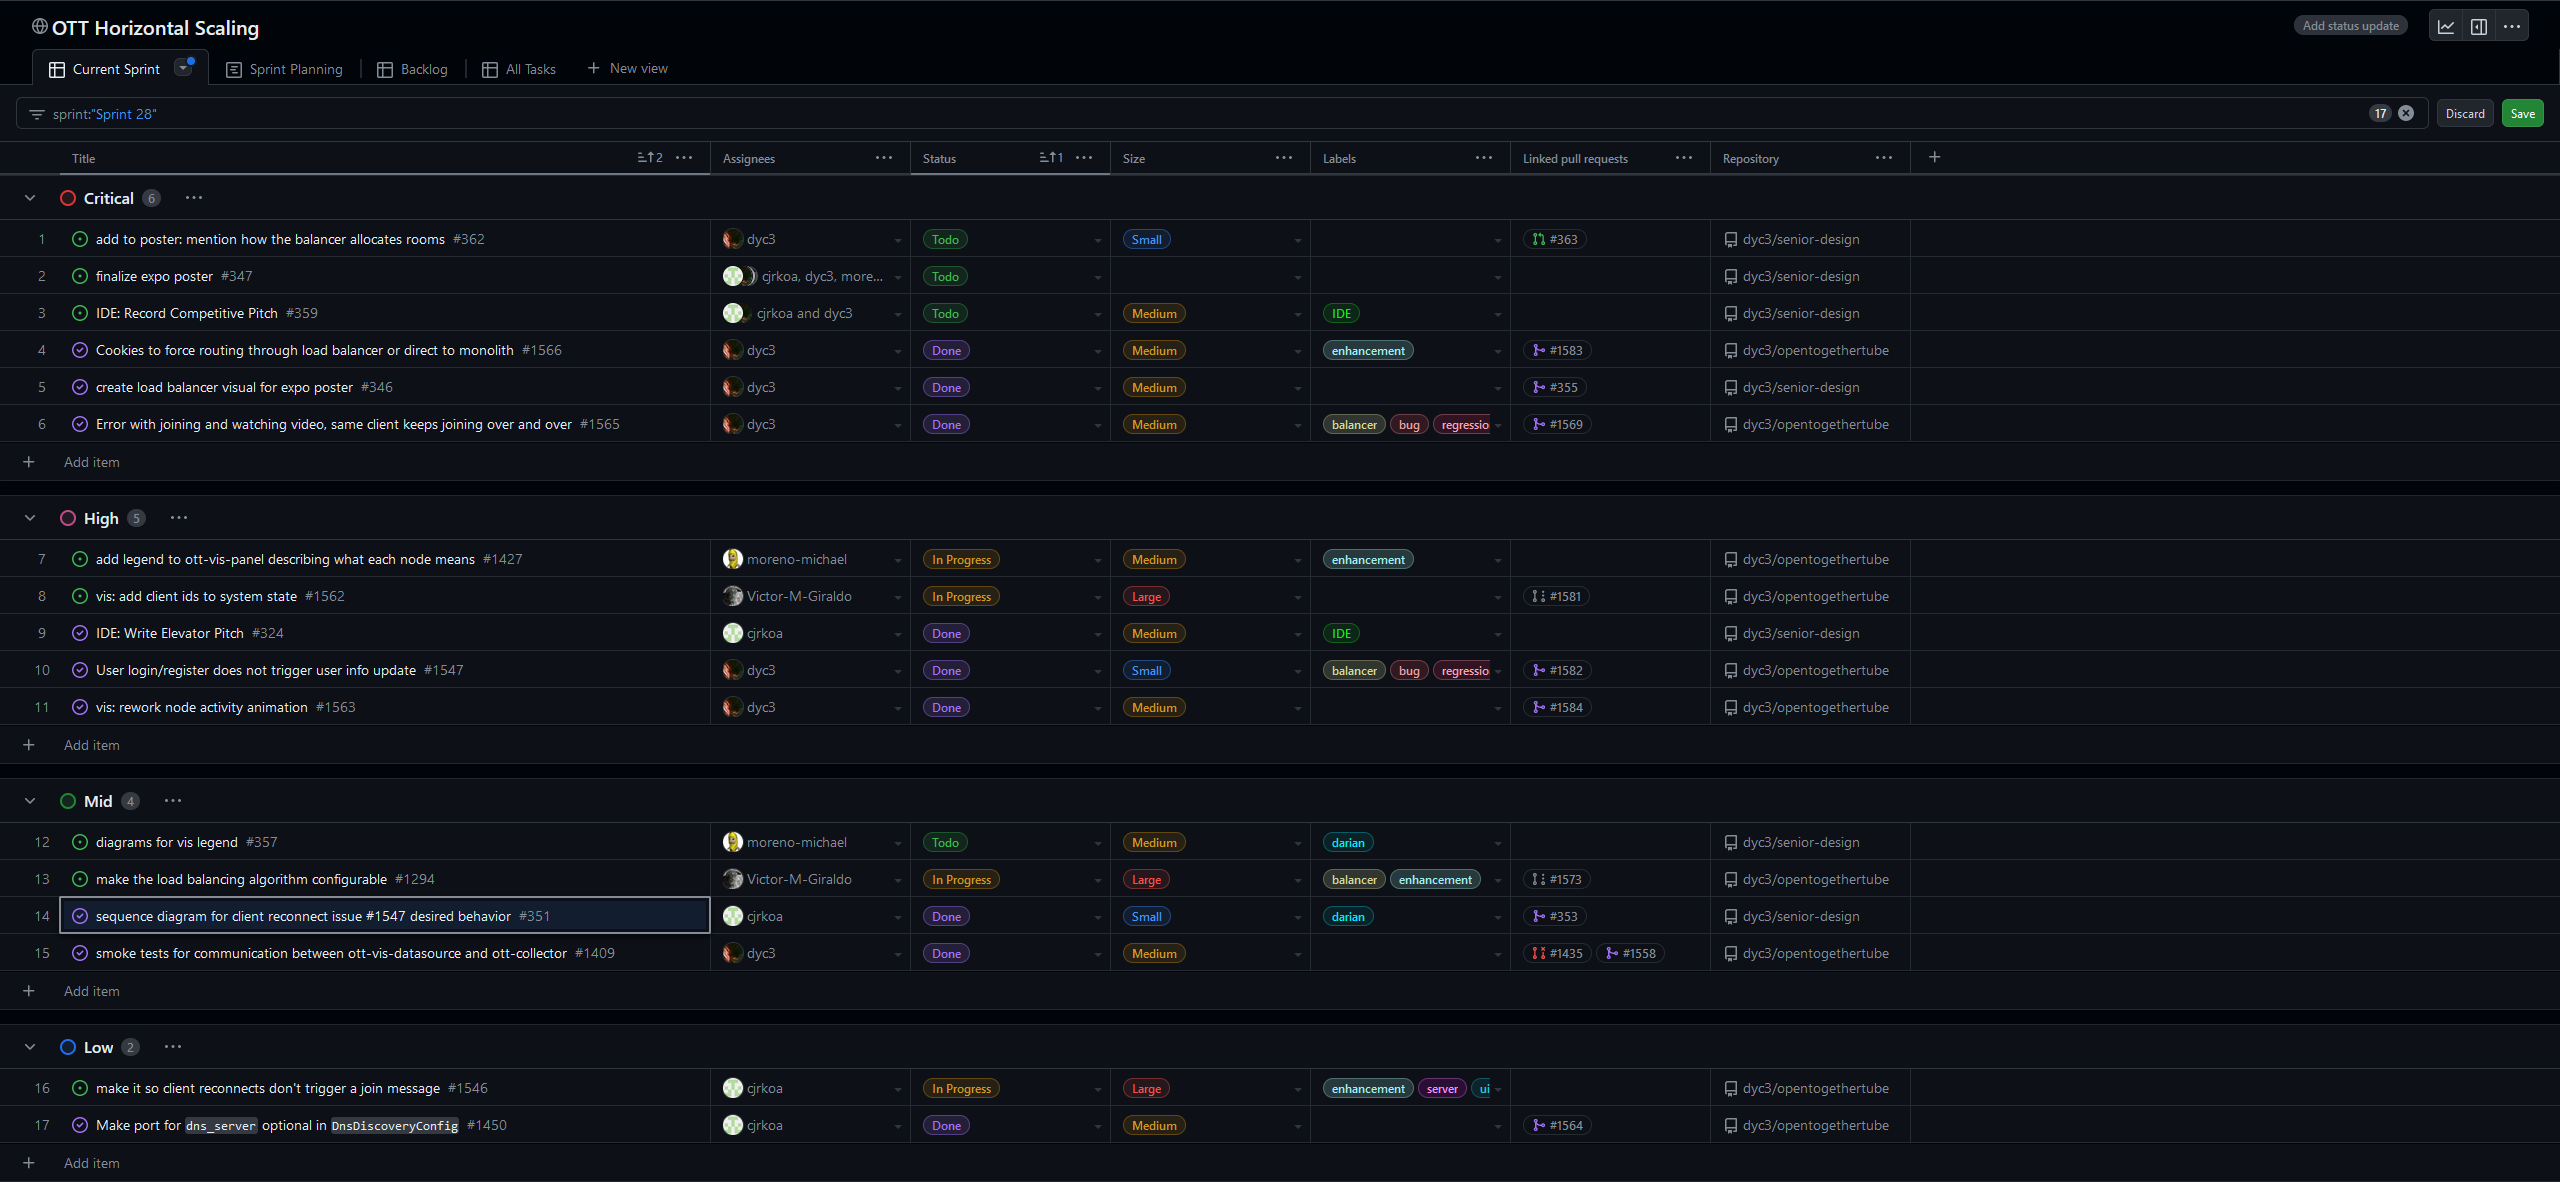 OTT Horizontal Scaling
Add status update
Current Sprint Sprint Planning Backlog All Tasks New view
sprint:"Sprint 28" 17 Discard Save
Title 2 Assignees Status 1 Size Labels Linked pull requests Repository
Critical 6
1 add to poster: mention how the balancer allocates rooms #362 dyc3 Todo Small #363 dyc3/senior-design
2 finalize expo poster #347 cjrkoa, dyc3, more... Todo dyc3/senior-design
3 IDE: Record Competitive Pitch #359 cjrkoa and dyc3 Todo Medium IDE dyc3/senior-design
4 Cookies to force routing through load balancer or direct to monolith #1566 dyc3 Done Medium enhancement #1583 dyc3/opentogethertube
5 create load balancer visual for expo poster #346 dyc3 Done Medium #355 dyc3/senior-design
6 Error with joining and watching video, same client keeps joining over and over #1565 dyc3 Done Medium balancer bug regressio #1569 dyc3/opentogethertube
Add item
High 5
7 add legend to ott-vis-panel describing what each node means #1427 moreno-michael In Progress Medium enhancement dyc3/opentogethertube
8 vis: add client ids to system state #1562 Victor-M-Giraldo In Progress Large #1581 dyc3/opentogethertube
9 IDE: Write Elevator Pitch #324 cjrkoa Done Medium IDE dyc3/senior-design
10 User login/register does not trigger user info update #1547 dyc3 Done Small balancer bug regressio #1582 dyc3/opentogethertube
11 vis: rework node activity animation #1563 dyc3 Done Medium #1584 dyc3/opentogethertube
Add item
Mid 4
12 diagrams for vis legend #357 moreno-michael Todo Medium darian dyc3/senior-design
13 make the load balancing algorithm configurable #1294 Victor-M-Giraldo In Progress Large balancer enhancement #1573 dyc3/opentogethertube
14 sequence diagram for client reconnect issue #1547 desired behavior #351 cjrkoa Done Small darian #353 dyc3/senior-design
15 smoke tests for communication between ott-vis-datasource and ott-collector #1409 dyc3 Done Medium #1435 #1558 dyc3/opentogethertube
Add item
Low 2
16 make it so client reconnects don't trigger a join message #1546 cjrkoa In Progress Large enhancement server ui dyc3/opentogethertube
17 Make port for dns_server optional in DnsDiscoveryConfig #1450 cjrkoa Done Medium #1564 dyc3/opentogethertube
Add item